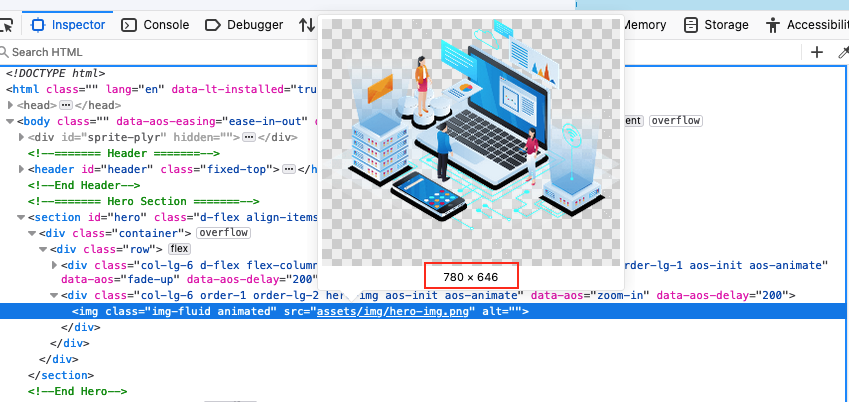 Inspector Console Debugger Memory Storage Accessibili
Search HTML
<!DOCTYPE html>
<html class="" lang="en" data-lt-installed="tru
<head> </head>
<body class="" data-aos-easing="ease-in-out" ent overflow
<div id="sprite-plyr" hidden=""> </div>
<!--======= Header =======-->
<header id="header" class="fixed-top"> </h
<!--End Header-->
<!--======= Hero Section =======-->
<section id="hero" class="d-flex align-items
<div class="container"> overflow
<div class="row"> flex
<div class="col-lg-6 d-flex flex-column order-lg-1 aos-init aos-animate"
data-aos="fade-up" data-aos-delay="200"
780 × 646
<div class="col-lg-6 order-1 order-lg-2 hero-img aos-init aos-animate" data-aos="zoom-in" data-aos-delay="200">
<img class="img-fluid animated" src="assets/img/hero-img.png" alt="">
</div>
</div>
</div>
</section>
<!--End Hero-->